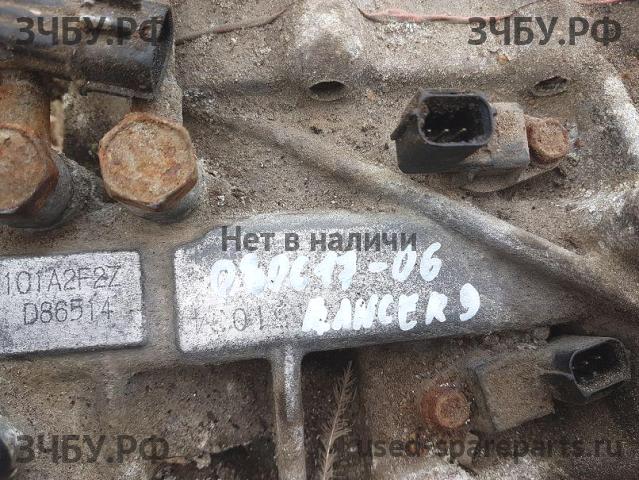 ЗЧБУ.РФ
ЗЧБУ.РФ
Нет в наличи
101A2F2Z
D86514
LANCER 9
ЗЧБУ.РФ
used-spareparts.ru